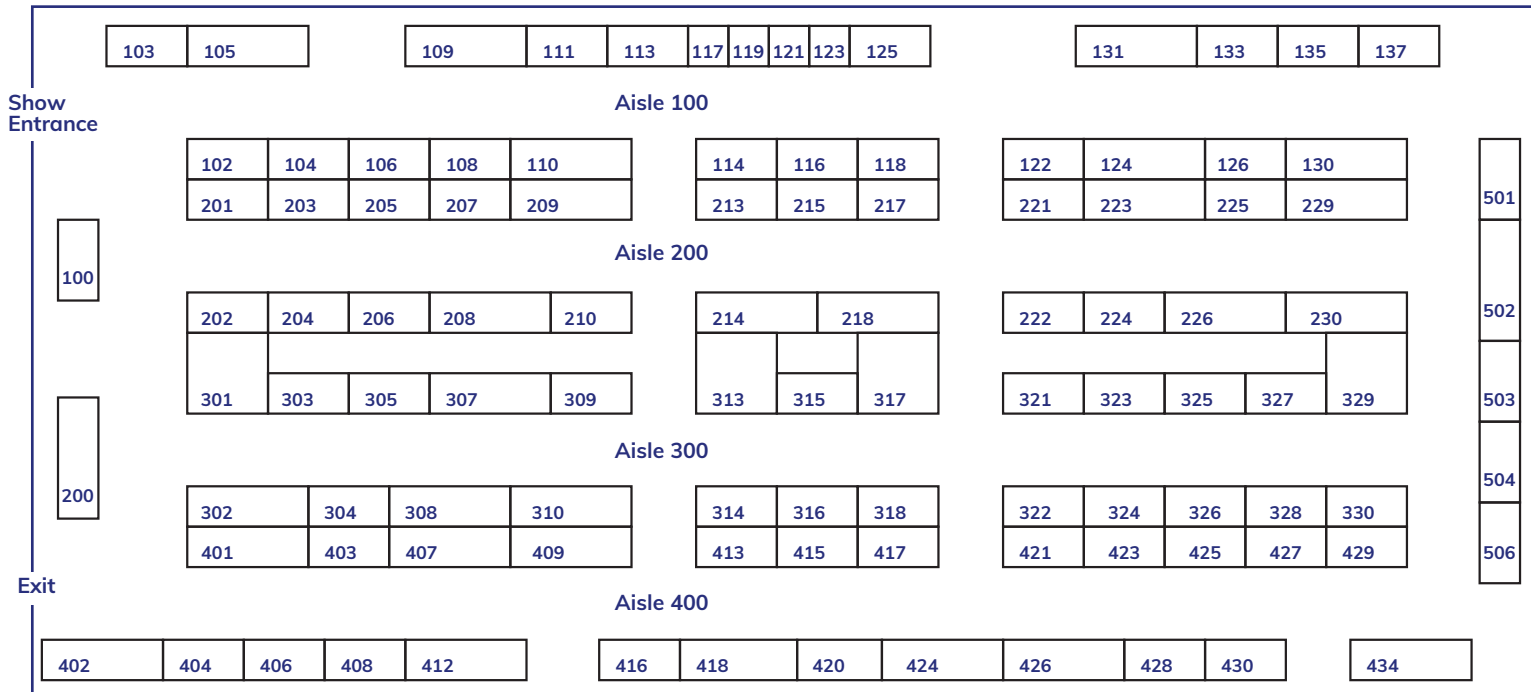 103 105 109 111 113 117 119 121 123 125 131 133 135 137
Show
Entrance
Aisle 100
102 104 106 108 110 114 116 118 122 124 126 130
201 203 205 207 209 213 215 217 221 223 225 229 501
Aisle 200
100
202 204 206 208 210 214 218 222 224 226 230 502
301 303 305 307 309 313 315 317 321 323 325 327 329 503
Aisle 300
200 504
302 304 308 310 314 316 318 322 324 326 328 330
401 403 407 409 413 415 417 421 423 425 427 429 506
Exit
Aisle 400
402 404 406 408 412 416 418 420 424 426 428 430 434